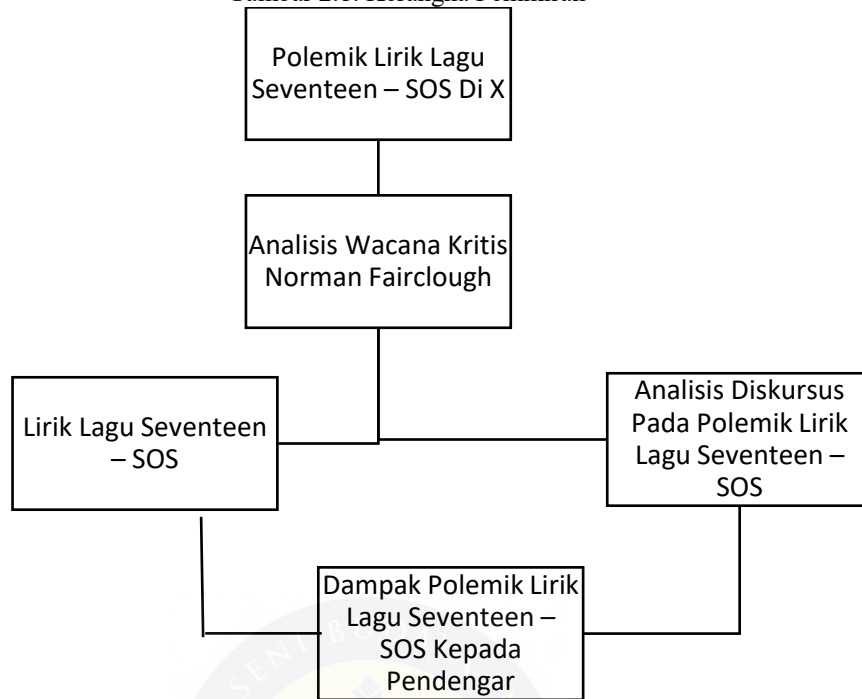 Polemik Lirik Lagu
Seventeen – SOS Di X
Analisis Wacana Kritis
Norman Fairclough
Lirik Lagu Seventeen
– SOS
Analisis Diskursus
Pada Polemik Lirik
Lagu Seventeen –
SOS
Dampak Polemik Lirik
Lagu Seventeen –
SOS Kepada
Pendengar